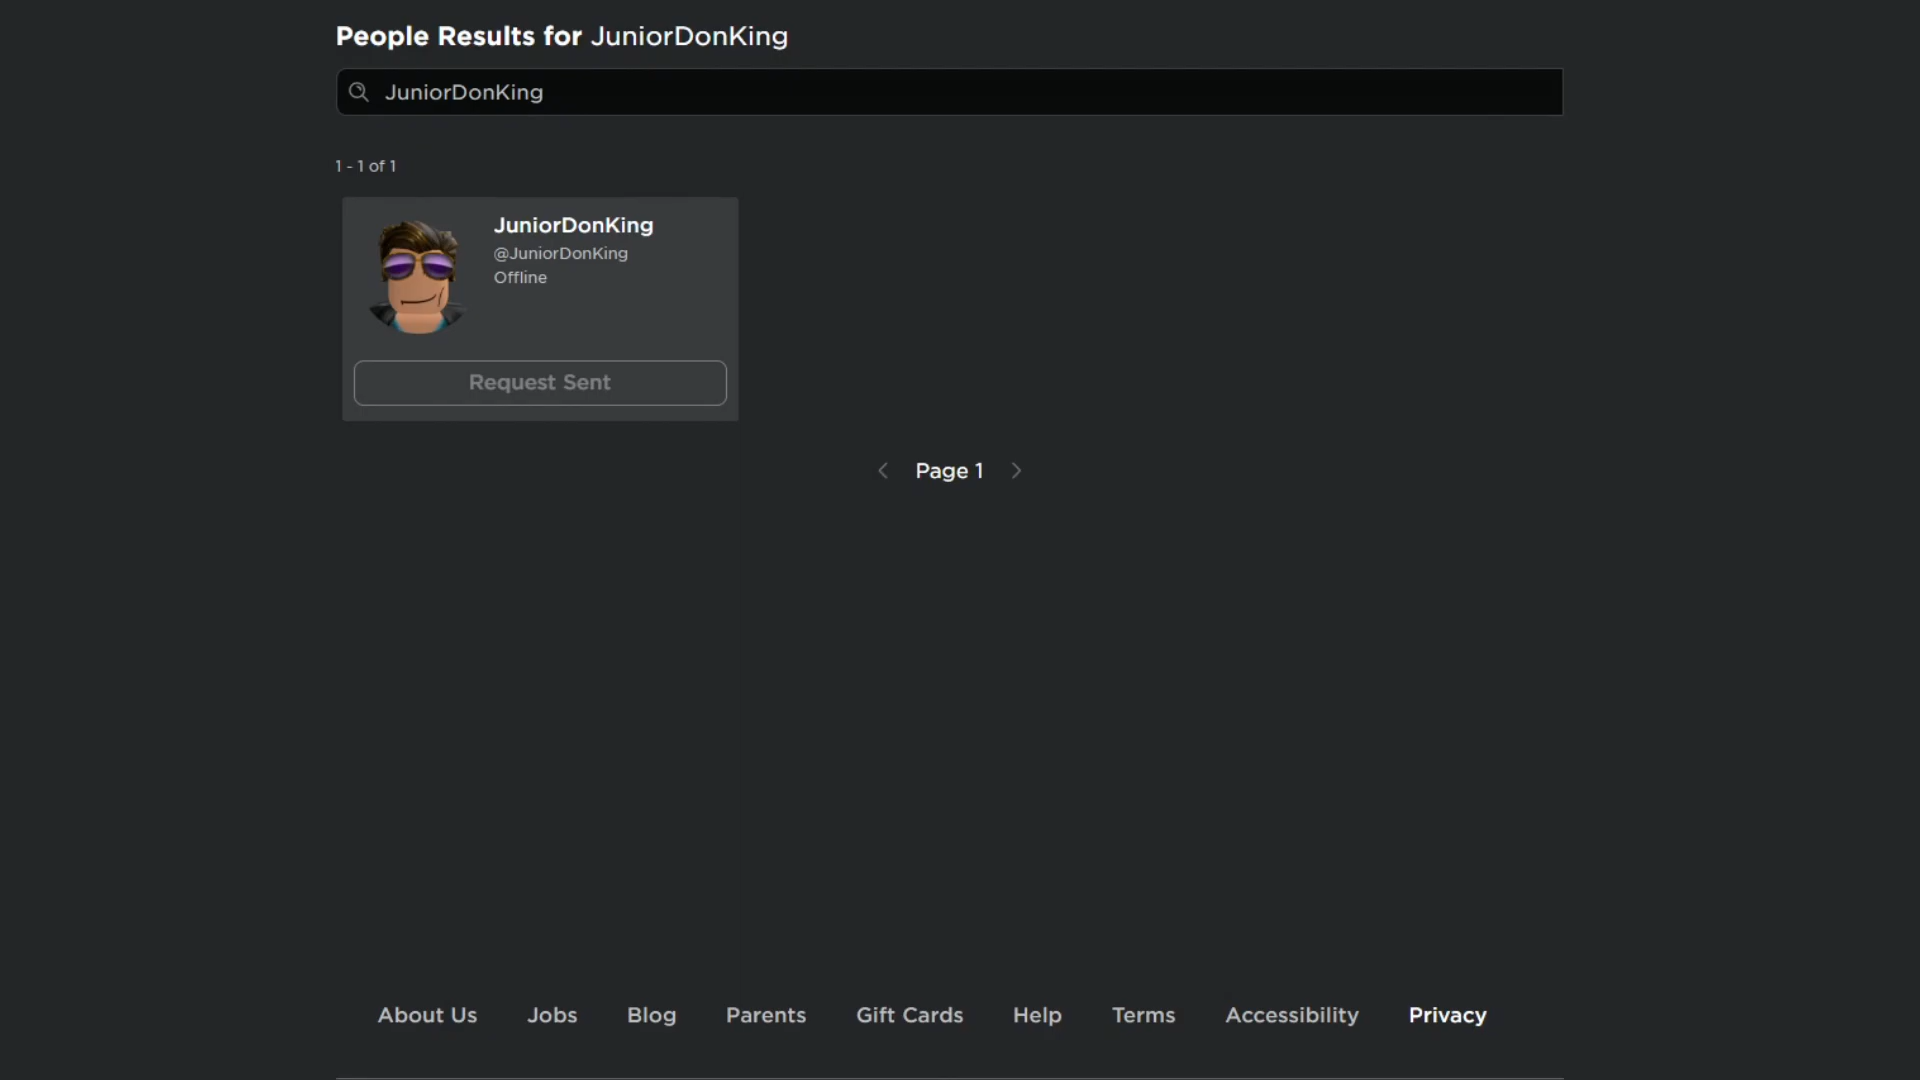 People Results for JuniorDonKing
JuniorDonKing
1 - 1 of 1
JuniorDonKing
@JuniorDonKing
Offline
Request Sent
Page 1
About Us Jobs Blog Parents Gift Cards Help Terms Accessibility Privacy